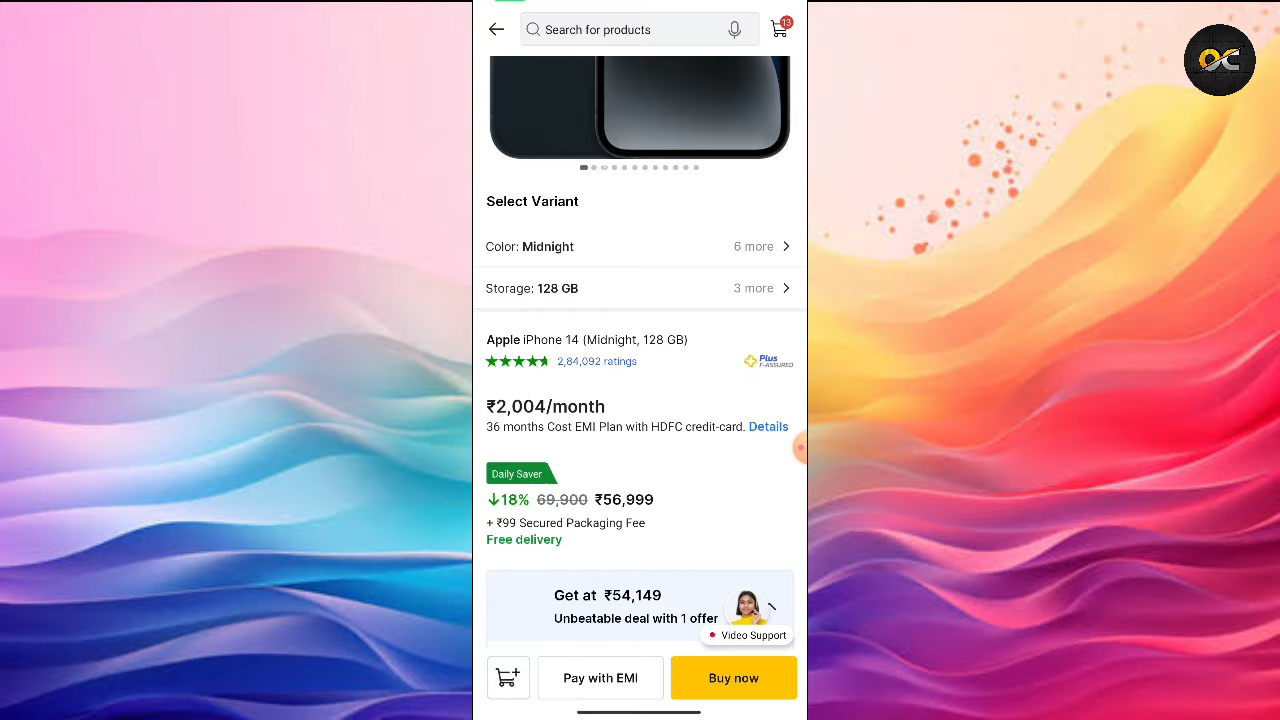 Search for products
13
OC
Select Variant
Color: Midnight 6 more
Storage: 128 GB 3 more
Apple iPhone 14 (Midnight, 128 GB)
2,84,092 ratings
Plus
F-ASSURED
₹2,004/month
36 months Cost EMI Plan with HDFC credit-card. Details
Daily Saver
↓18% 69,900 ₹56,999
+ ₹99 Secured Packaging Fee
Free delivery
Get at ₹54,149
Unbeatable deal with 1 offer
Video Support
Pay with EMI
Buy now